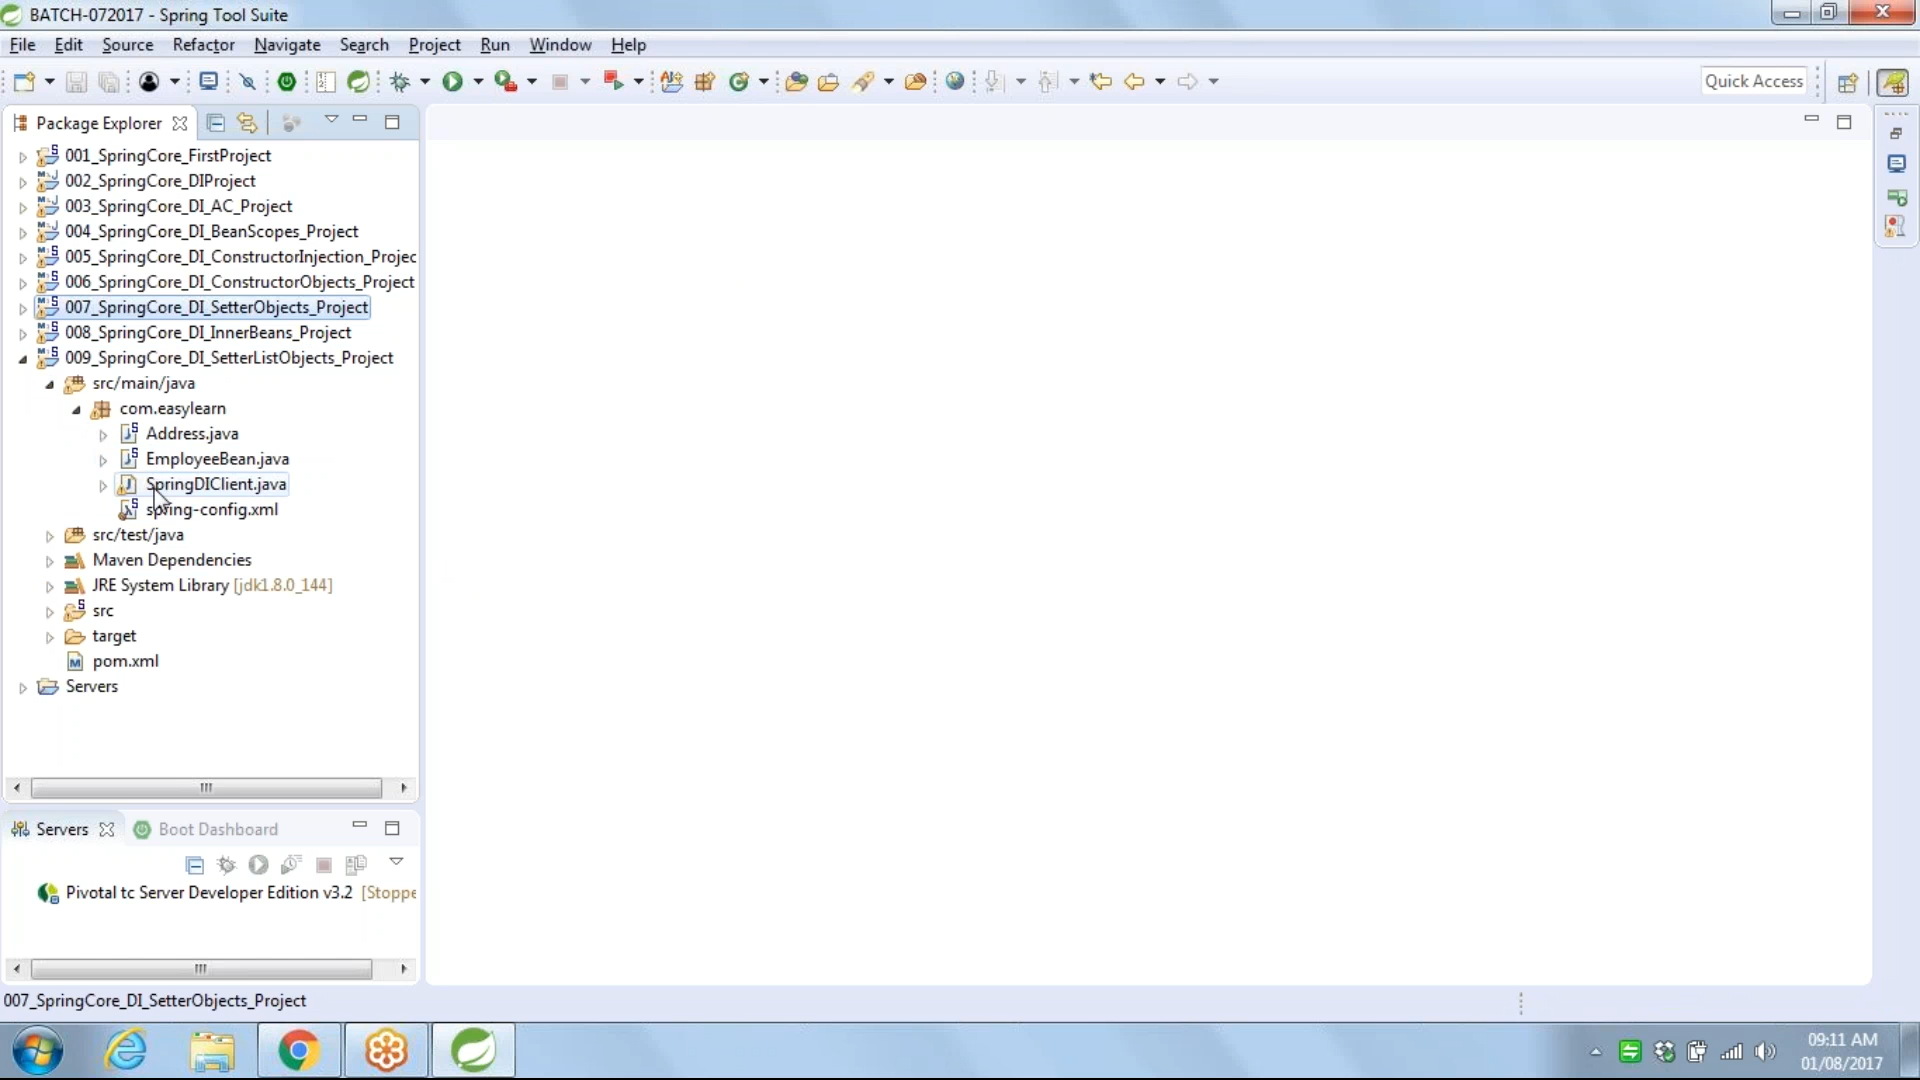 BATCH-072017 - Spring Tool Suite
File Edit Source Refactor Navigate Search Project Run Window Help
Quick Access
Package Explorer
001_SpringCore_FirstProject
002_SpringCore_DIProject
003_SpringCore_DI_AC_Project
004_SpringCore_DI_BeanScopes_Project
005_SpringCore_DI_ConstructorInjection_Projec
006_SpringCore_DI_ConstructorObjects_Project
007_SpringCore_DI_SetterObjects_Project
008_SpringCore_DI_InnerBeans_Project
009_SpringCore_DI_SetterListObjects_Project
src/main/java
com.easylearn
Address.java
EmployeeBean.java
SpringDIClient.java
spring-config.xml
src/test/java
Maven Dependencies
JRE System Library [jdk1.8.0_144]
src
target
pom.xml
Servers
Servers Boot Dashboard
Pivotal tc Server Developer Edition v3.2 [Stoppe
007_SpringCore_DI_SetterObjects_Project
09:11 AM
01/08/2017